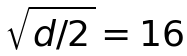 √d/2 = 16